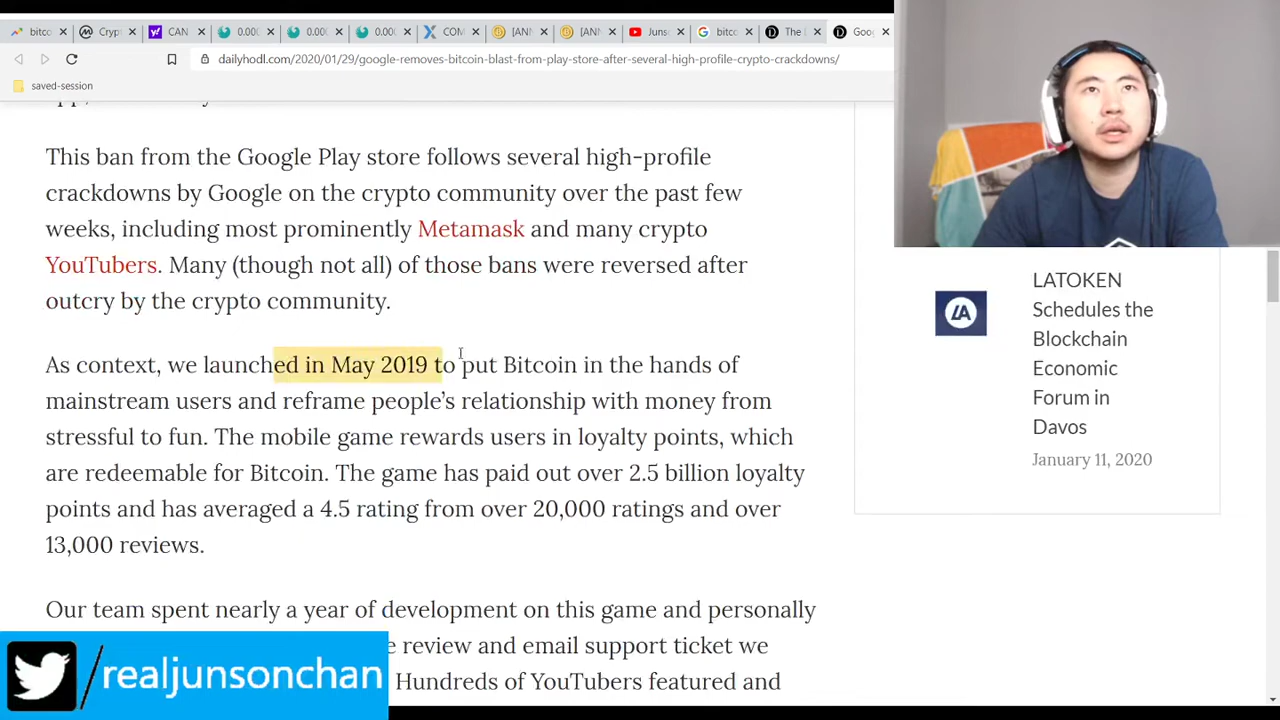 bitco
Cryp
CAN
0.00
0.00
0.00
COM
[ANN
[ANN
Junso
bitco
The
Goo
dailyhodl.com/2020/01/29/google-removes-bitcoin-blast-from-play-store-after-several-high-profile-crypto-crackdowns/
saved-session
This ban from the Google Play store follows several high-profile
crackdowns by Google on the crypto community over the past few
weeks, including most prominently Metamask and many crypto
YouTubers. Many (though not all) of those bans were reversed after
outcry by the crypto community.
As context, we launched in May 2019 to put Bitcoin in the hands of
mainstream users and reframe people’s relationship with money from
stressful to fun. The mobile game rewards users in loyalty points, which
are redeemable for Bitcoin. The game has paid out over 2.5 billion loyalty
points and has averaged a 4.5 rating from over 20,000 ratings and over
13,000 reviews.
Our team spent nearly a year of development on this game and personally
review and email support ticket we
Hundreds of YouTubers featured and
LATOKEN
Schedules the
Blockchain
Economic
Forum in
Davos
January 11, 2020
/realjunsonchan